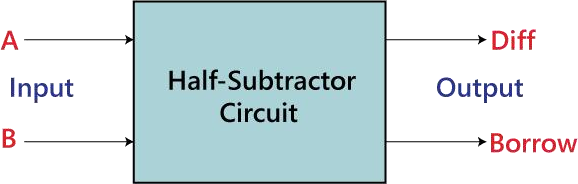 A
Diff
Input
Half-Subtractor
Circuit
Output
B
Borrow